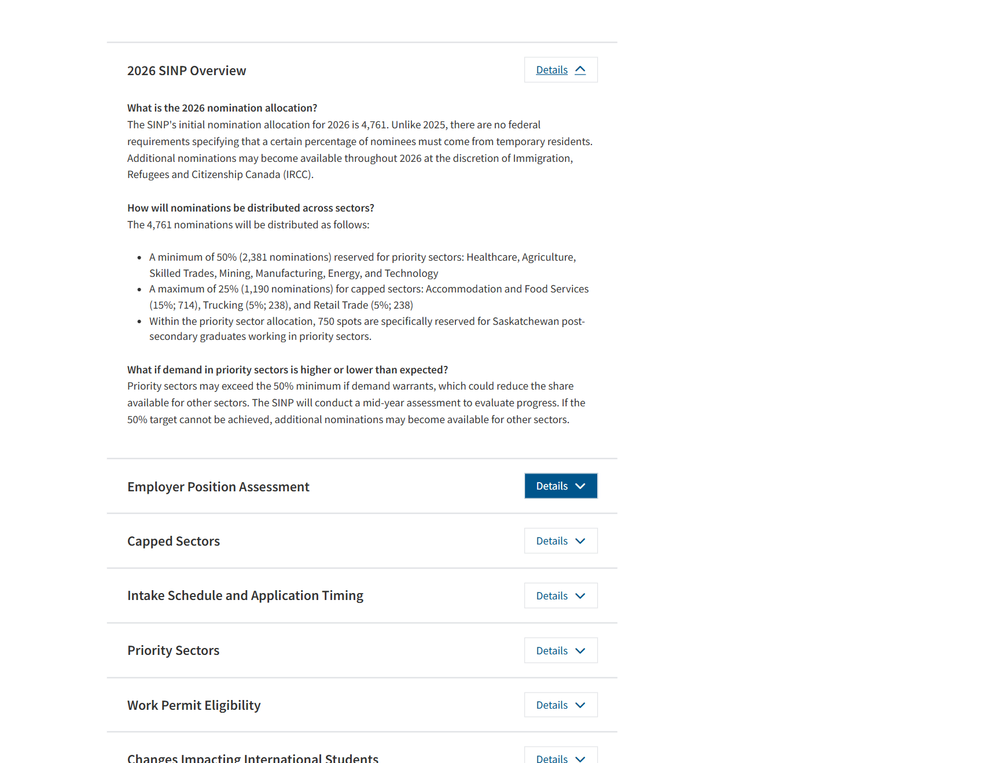 2026 SINP Overview
Details
What is the 2026 nomination allocation?
The SINP's initial nomination allocation for 2026 is 4,761. Unlike 2025, there are no federal
requirements specifying that a certain percentage of nominees must come from temporary residents.
Additional nominations may become available throughout 2026 at the discretion of Immigration,
Refugees and Citizenship Canada (IRCC).
How will nominations be distributed across sectors?
The 4,761 nominations will be distributed as follows:
• A minimum of 50% (2,381 nominations) reserved for priority sectors: Healthcare, Agriculture,
Skilled Trades, Mining, Manufacturing, Energy, and Technology
• A maximum of 25% (1,190 nominations) for capped sectors: Accommodation and Food Services
(15%; 714), Trucking (5%; 238), and Retail Trade (5%; 238)
• Within the priority sector allocation, 750 spots are specifically reserved for Saskatchewan post-
secondary graduates working in priority sectors.
What if demand in priority sectors is higher or lower than expected?
Priority sectors may exceed the 50% minimum if demand warrants, which could reduce the share
available for other sectors. The SINP will conduct a mid-year assessment to evaluate progress. If the
50% target cannot be achieved, additional nominations may become available for other sectors.
Employer Position Assessment
Details
Capped Sectors
Details
Intake Schedule and Application Timing
Details
Priority Sectors
Details
Work Permit Eligibility
Details
Changes Impacting International Students
Details